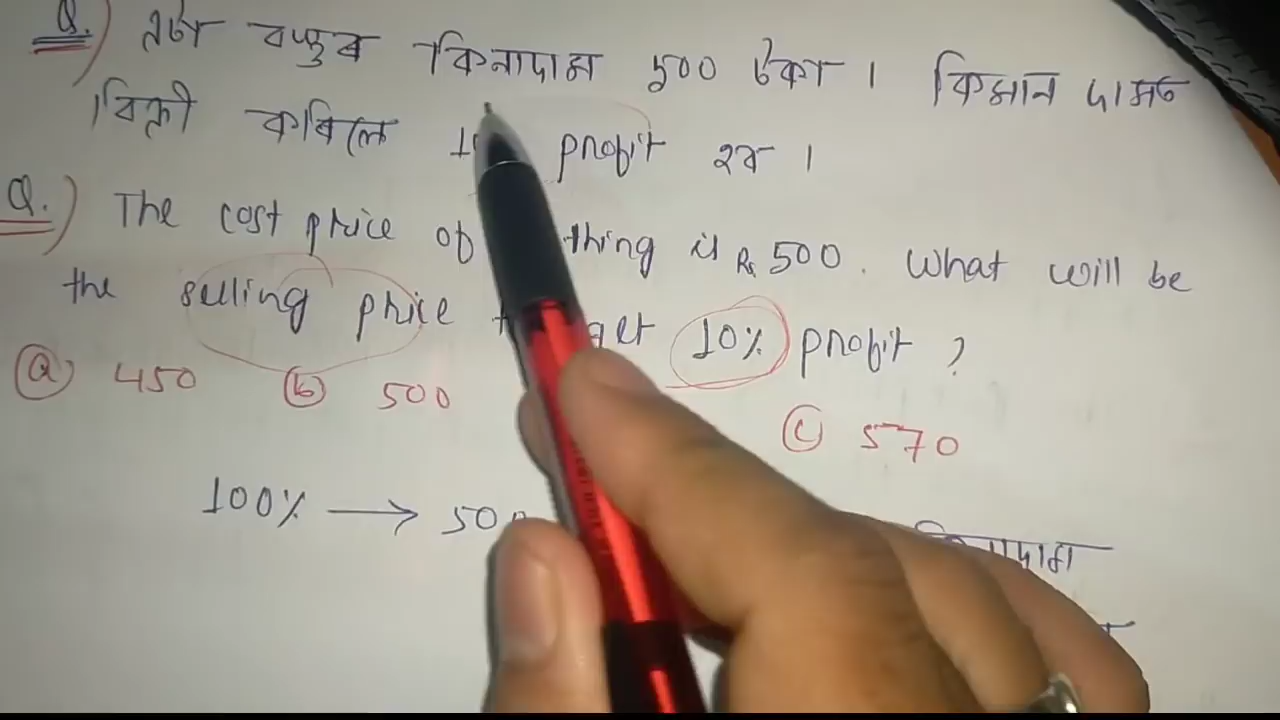 Q.) এটা বস্তুৰ কিনাদাম 500 টকা । কিমান দামত
বিক্ৰী কৰিলে profit হব ।
Q.) The cost price of thing is Rs 500. What will be
the selling price get 10% profit ?
(a) 450 (b) 500
(c) 570
100% → 500
কিনাদাম